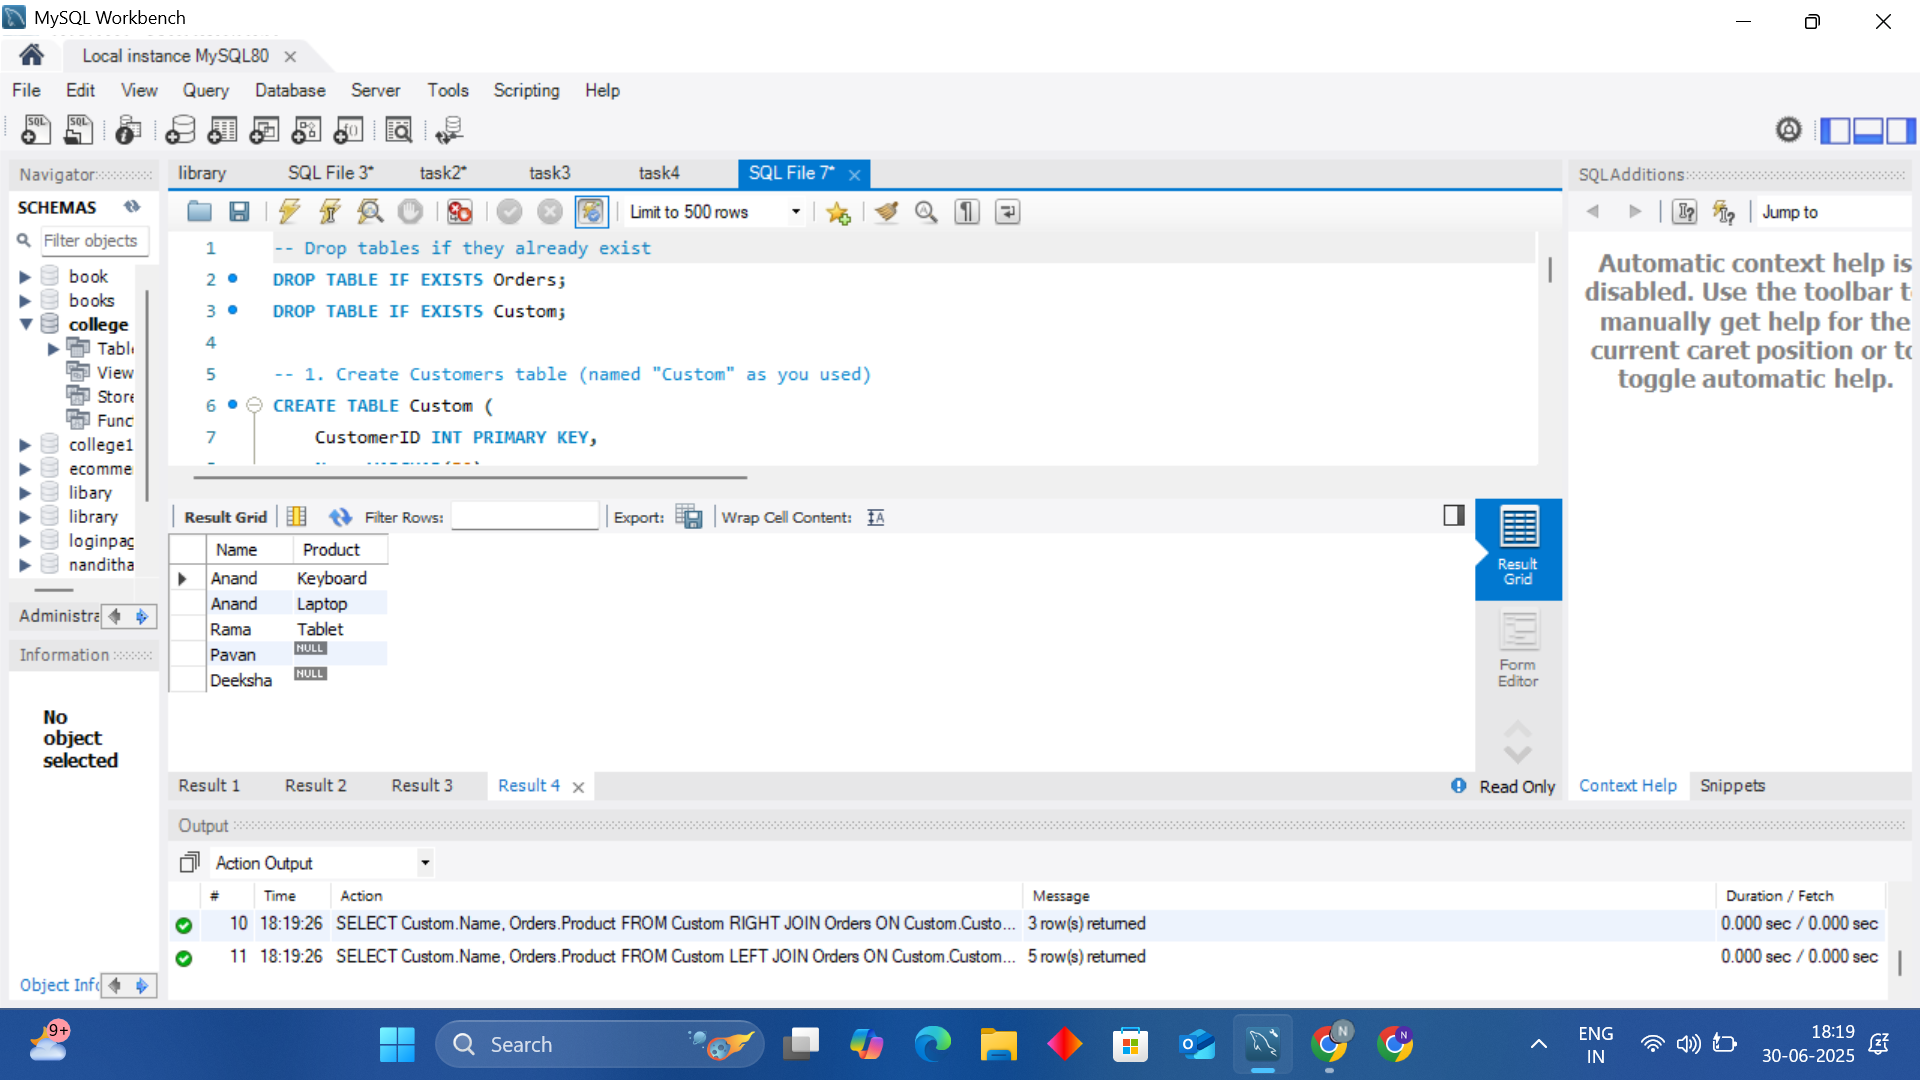 MySQL Workbench
Local instance MySQL80
File Edit View Query Database Server Tools Scripting Help
Navigator
SCHEMAS
Filter objects
book
books
college
Table
View
Store
Func
college1
ecomme
libary
library
loginpag
nanditha
Administra
Information
No
object
selected
Object Info
library SQL File 3* task2* task3 task4 SQL File 7*
Limit to 500 rows
1 -- Drop tables if they already exist
2 DROP TABLE IF EXISTS Orders;
3 DROP TABLE IF EXISTS Custom;
4
5 -- 1. Create Customers table (named "Custom" as you used)
6 CREATE TABLE Custom (
7 CustomerID INT PRIMARY KEY,
Result Grid Filter Rows: Export: Wrap Cell Content:
Name Product
Anand Keyboard
Anand Laptop
Rama Tablet
Pavan NULL
Deeksha NULL
Result
Grid
Form
Editor
Result 1 Result 2 Result 3 Result 4
Read Only
SQLAdditions
Jump to
Automatic context help is
disabled. Use the toolbar t
manually get help for the
current caret position or to
toggle automatic help.
Context Help Snippets
Output
Action Output
# Time Action Message Duration / Fetch
10 18:19:26 SELECT Custom.Name, Orders.Product FROM Custom RIGHT JOIN Orders ON Custom.Custo... 3 row(s) returned 0.000 sec / 0.000 sec
11 18:19:26 SELECT Custom.Name, Orders.Product FROM Custom LEFT JOIN Orders ON Custom.Custom... 5 row(s) returned 0.000 sec / 0.000 sec
9+
Search
N
N
ENG
IN
18:19
30-06-2025